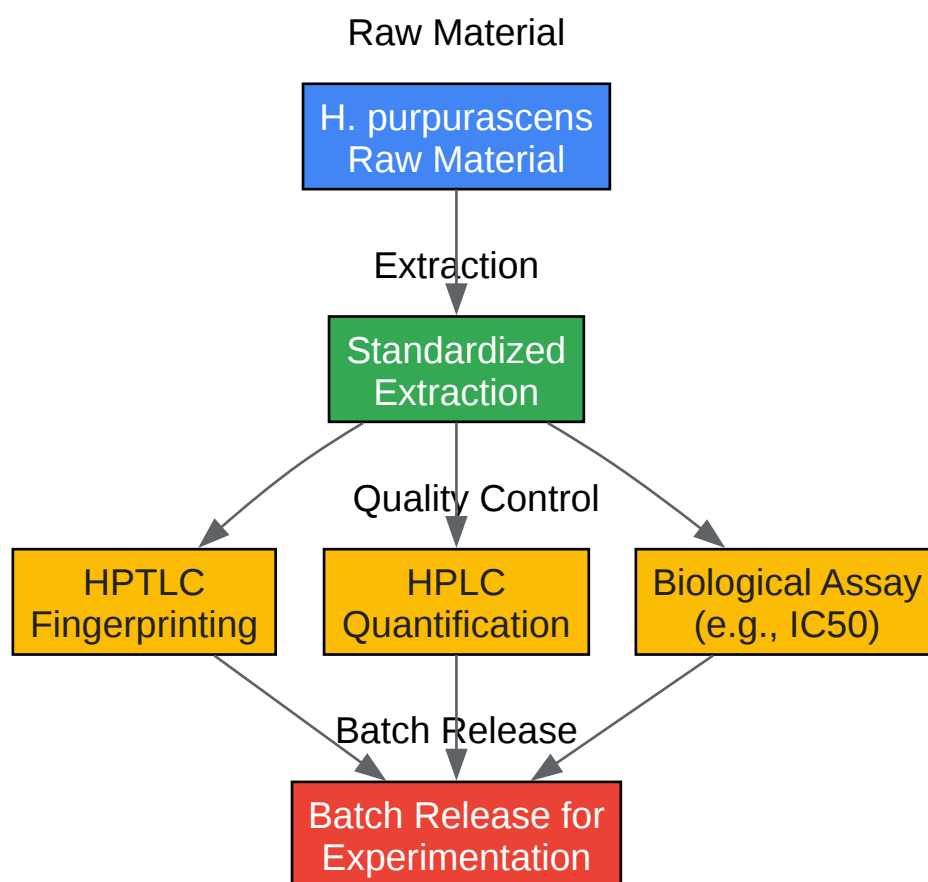 Raw Material
H. purpurascens
Raw Material
Extraction
Standardized
Extraction
Quality Control
HPTLC
Fingerprinting
HPLC
Quantification
Biological Assay
(e.g., IC50)
Batch Release
Batch Release for
Experimentation